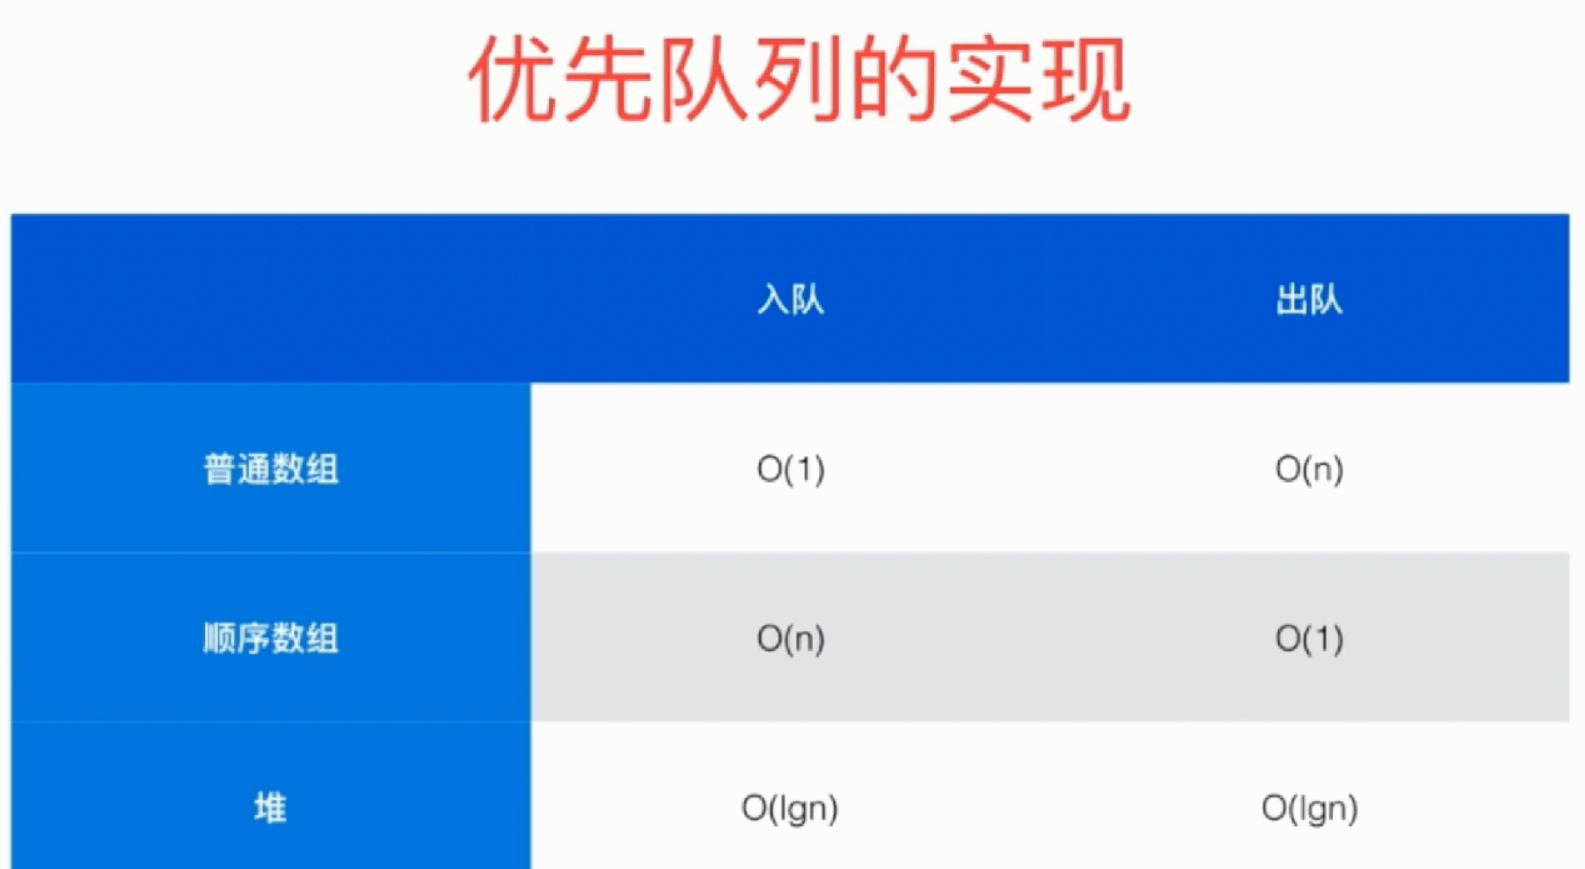 优先队列的实现
入队 出队
普通数组 O(1) O(n)
顺序数组 O(n) O(1)
堆 O(lgn) O(lgn)